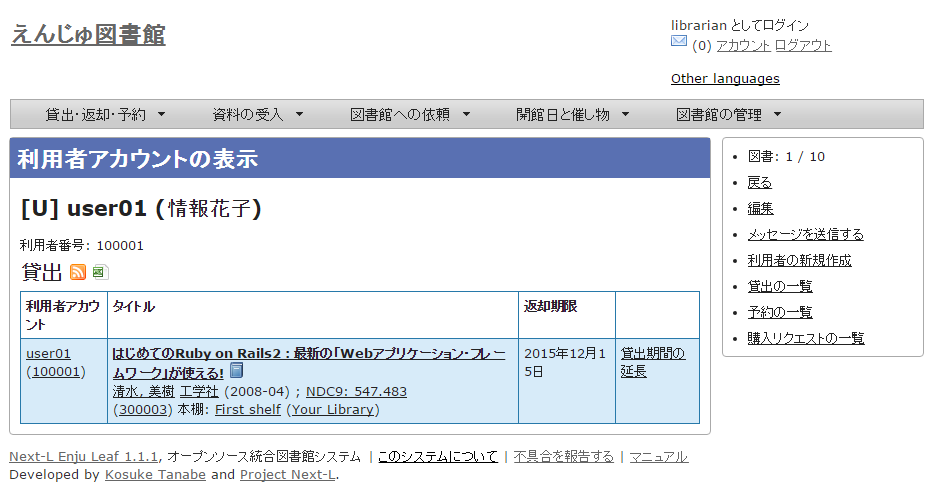 えんじゅ図書館
librarian としてログイン
(0) アカウント ログアウト
Other languages
貸出・返却・予約 資料の受入 図書館への依頼 開館日と催し物 図書館の管理
利用者アカウントの表示
[U] user01 (情報花子)
利用者番号: 100001
貸出
利用者アカウ
ント
タイトル
返却期限
user01
(100001)
はじめてのRuby on Rails2 : 最新の「Webアプリケーション・フレー
ムワーク」が使える!
清水, 美樹 工学社 (2008-04) ; NDC9: 547.483
(300003) 本棚: First shelf (Your Library)
2015年12月1
5日
貸出期間の
延長
図書: 1 / 10
戻る
編集
メッセージを送信する
利用者の新規作成
貸出の一覧
予約の一覧
購入リクエストの一覧
Next-L Enju Leaf 1.1.1, オープンソース統合図書館システム | このシステムについて | 不具合を報告する | マニュアル
Developed by Kosuke Tanabe and Project Next-L.